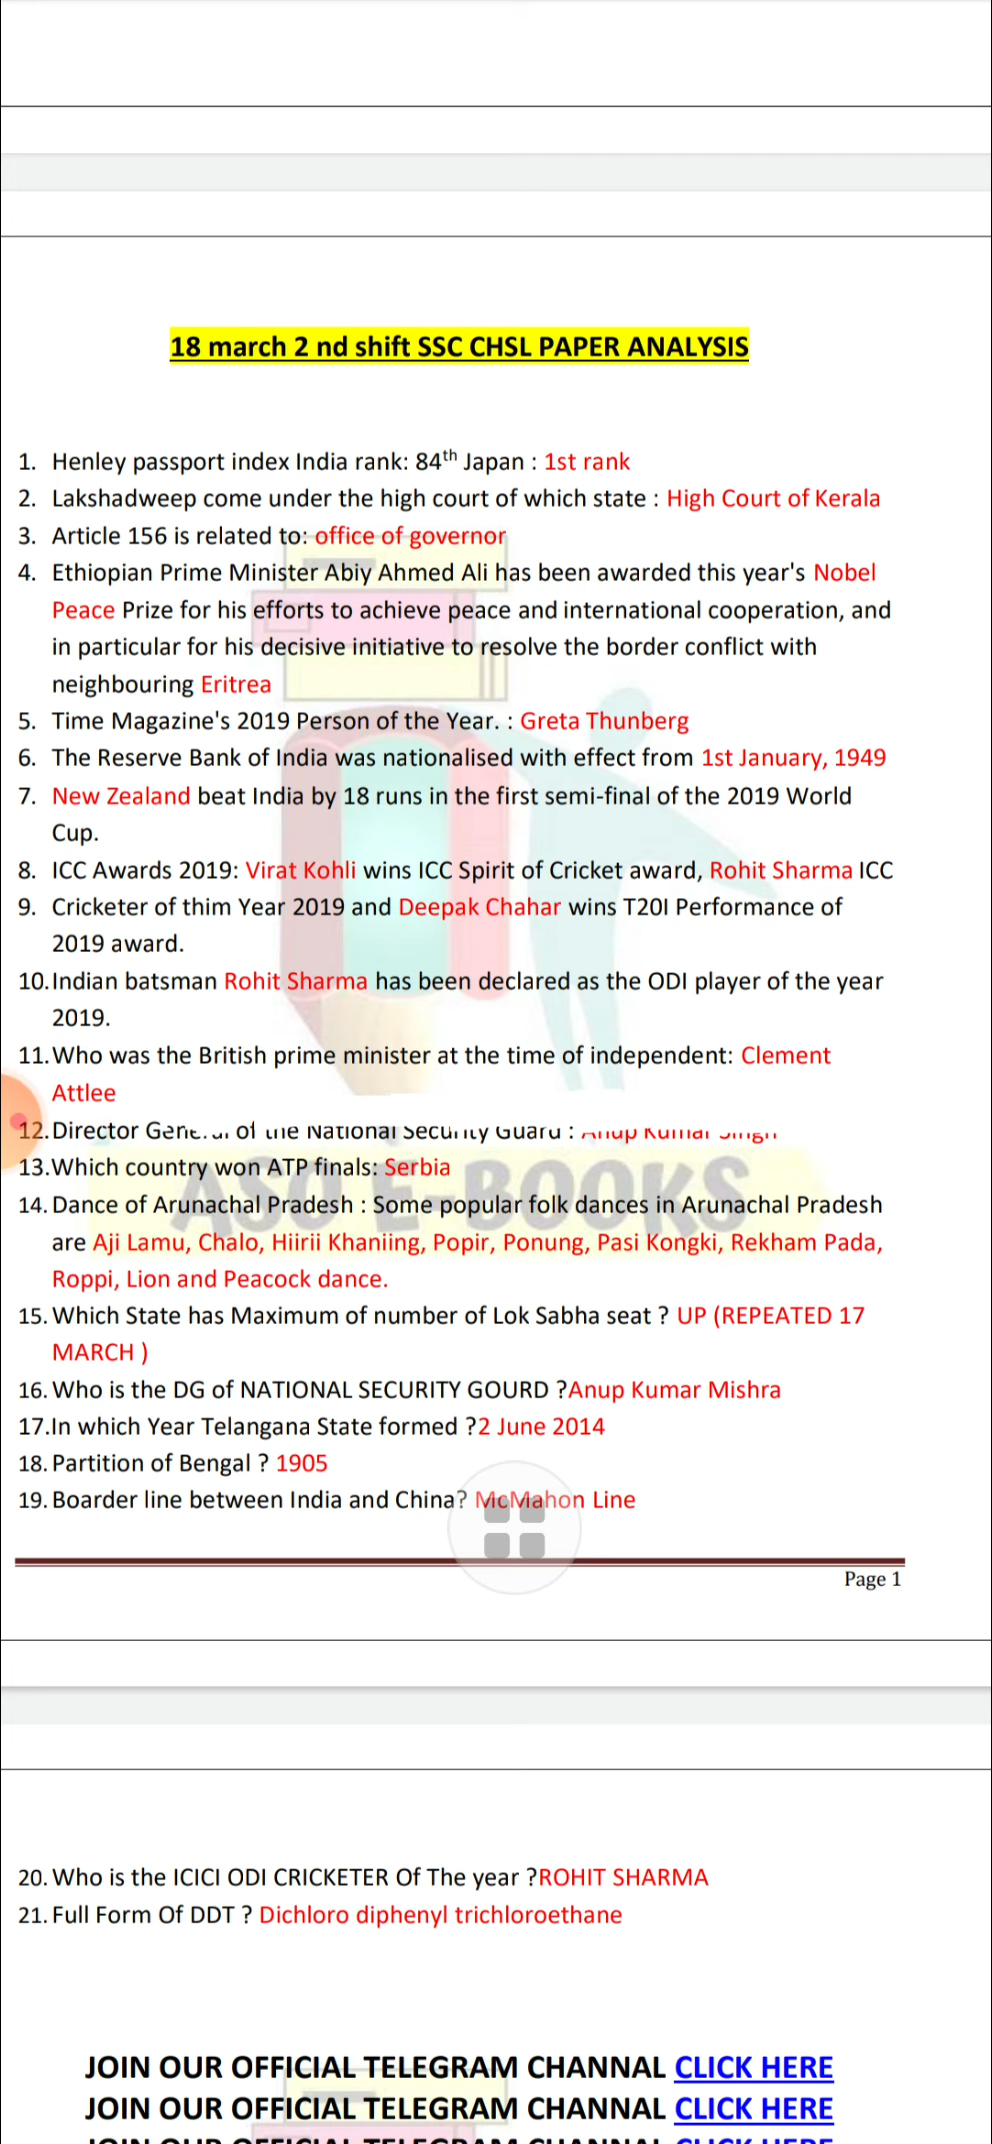 18 march 2 nd shift SSC CHSL PAPER ANALYSIS
1. Henley passport index India rank: 84th Japan : 1st rank
2. Lakshadweep come under the high court of which state : High Court of Kerala
3. Article 156 is related to: office of governor
4. Ethiopian Prime Minister Abiy Ahmed Ali has been awarded this year's Nobel
Peace Prize for his efforts to achieve peace and international cooperation, and
in particular for his decisive initiative to resolve the border conflict with
neighbouring Eritrea
5. Time Magazine's 2019 Person of the Year. : Greta Thunberg
6. The Reserve Bank of India was nationalised with effect from 1st January, 1949
7. New Zealand beat India by 18 runs in the first semi-final of the 2019 World
Cup.
8. ICC Awards 2019: Virat Kohli wins ICC Spirit of Cricket award, Rohit Sharma ICC
9. Cricketer of thim Year 2019 and Deepak Chahar wins T20I Performance of
2019 award.
10. Indian batsman Rohit Sharma has been declared as the ODI player of the year
2019.
11. Who was the British prime minister at the time of independent: Clement
Attlee
12. Director General of the National Security Guard : Anup Kumar Singh
13. Which country won ATP finals: Serbia
ASO E-BOOKS
14. Dance of Arunachal Pradesh : Some popular folk dances in Arunachal Pradesh
are Aji Lamu, Chalo, Hiirii Khaniing, Popir, Ponung, Pasi Kongki, Rekham Pada,
Roppi, Lion and Peacock dance.
15. Which State has Maximum of number of Lok Sabha seat ? UP (REPEATED 17
MARCH )
16. Who is the DG of NATIONAL SECURITY GOURD ?Anup Kumar Mishra
17.In which Year Telangana State formed ?2 June 2014
18. Partition of Bengal ? 1905
19. Boarder line between India and China? McMahon Line
Page 1
20. Who is the ICICI ODI CRICKETER Of The year ?ROHIT SHARMA
21. Full Form Of DDT ? Dichloro diphenyl trichloroethane
JOIN OUR OFFICIAL TELEGRAM CHANNAL CLICK HERE
JOIN OUR OFFICIAL TELEGRAM CHANNAL CLICK HERE
JOIN OUR OFFICIAL TELEGRAM CHANNAL CLICK HERE